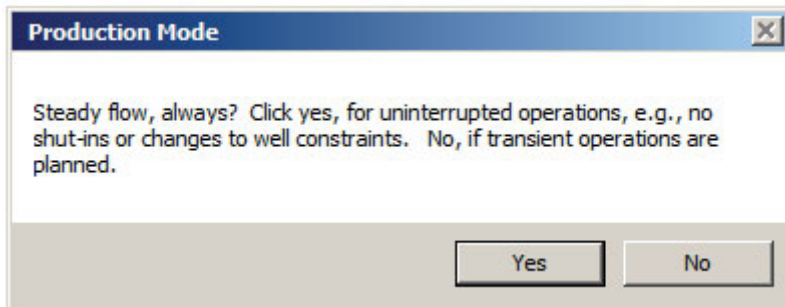 Production Mode
Steady flow, always?  Click yes, for uninterrupted operations, e.g., no
shut-ins or changes to well constraints.   No, if transient operations are
planned.
Yes
No